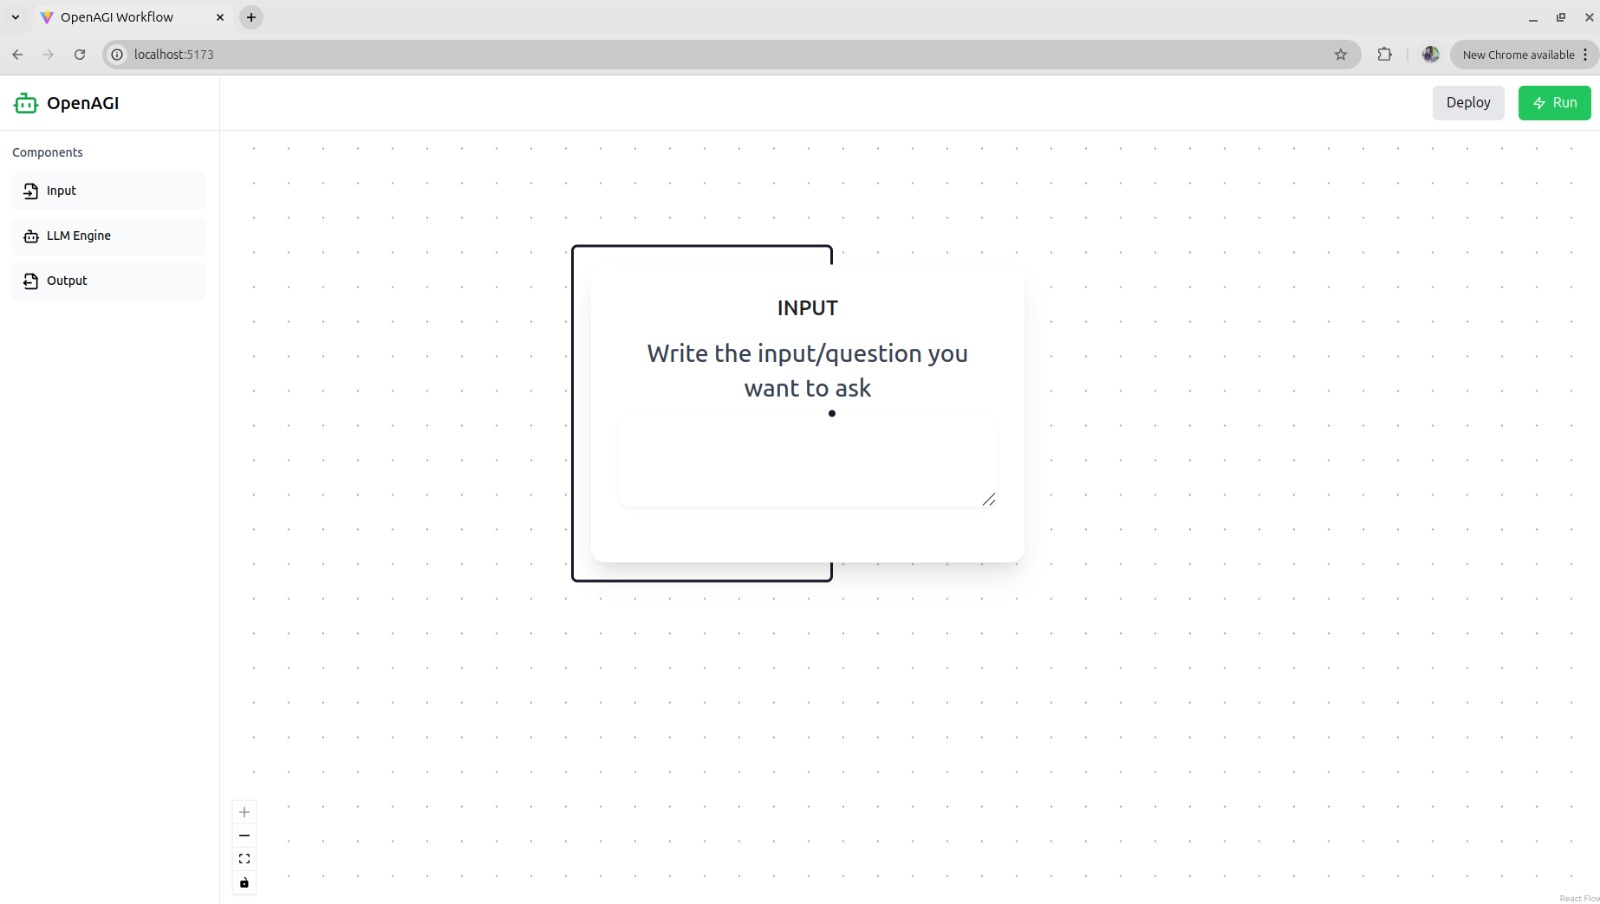 OpenAGI Workflow
localhost:5173
New Chrome available
OpenAGI
Deploy
Run
Components
Input
LLM Engine
Output
INPUT
Write the input/question you
want to ask
React Flow